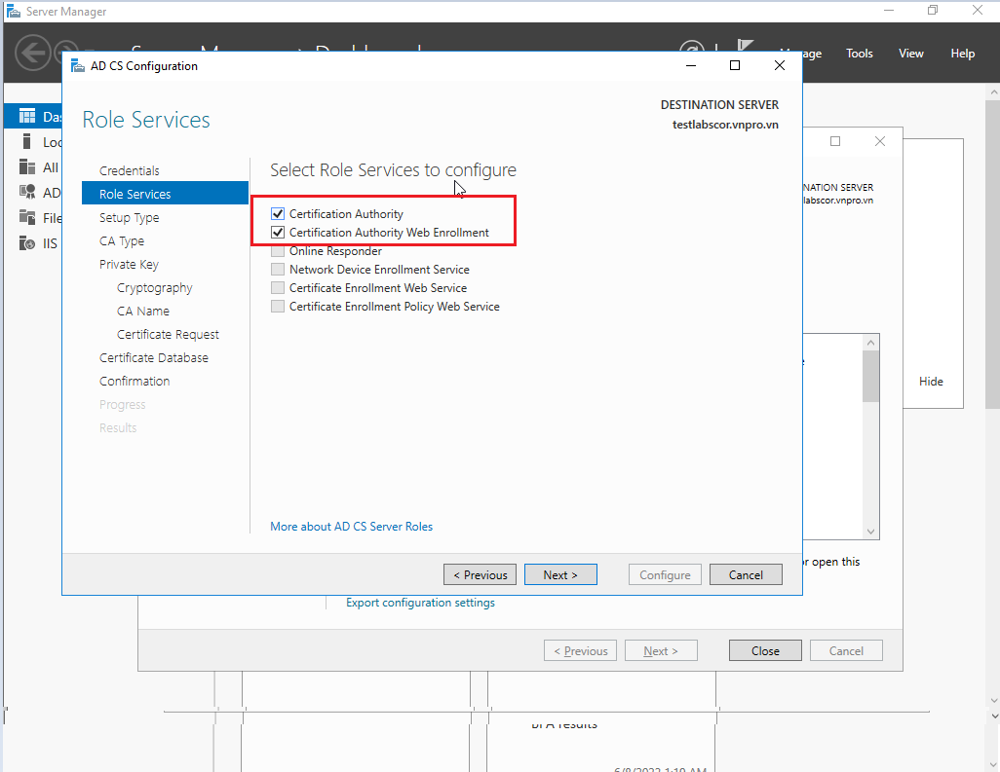 Server Manager
Manage
Tools
View
Help
AD CS Configuration
Role Services
DESTINATION SERVER
testlabscor.vnpro.vn
Credentials
Role Services
Setup Type
CA Type
Private Key
Cryptography
CA Name
Certificate Request
Certificate Database
Confirmation
Progress
Results
Select Role Services to configure
Certification Authority
Certification Authority Web Enrollment
Online Responder
Network Device Enrollment Service
Certificate Enrollment Web Service
Certificate Enrollment Policy Web Service
More about AD CS Server Roles
< Previous
Next >
Configure
Cancel
Das
Loc
All
AD
File
IIS
NATION SERVER
labscor.vnpro.vn
Hide
or open this
Export configuration settings
< Previous
Next >
Close
Cancel
BPA results
6/8/2022 1:19 AM